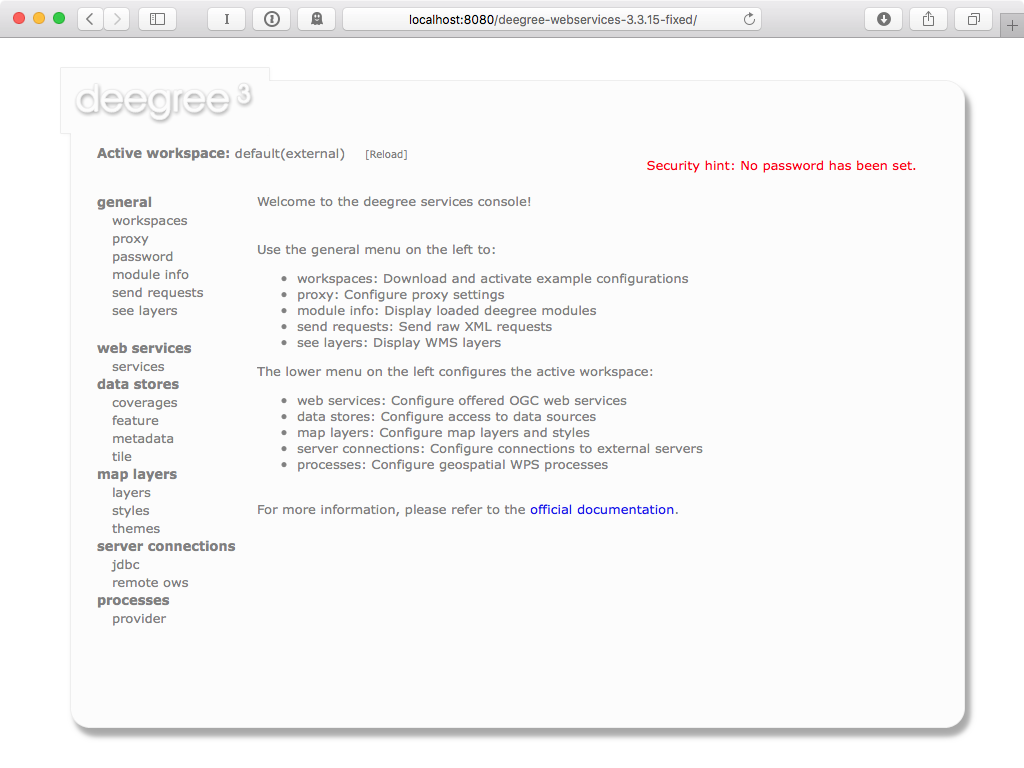 localhost:8080/deegree-webservices-3.3.15-fixed/
deegree 3
Active workspace: default(external) [Reload]
Security hint: No password has been set.
general
workspaces
proxy
password
module info
send requests
see layers
web services
services
data stores
coverages
feature
metadata
tile
map layers
layers
styles
themes
server connections
jdbc
remote ows
processes
provider
Welcome to the deegree services console!
Use the general menu on the left to:
• workspaces: Download and activate example configurations
• proxy: Configure proxy settings
• module info: Display loaded deegree modules
• send requests: Send raw XML requests
• see layers: Display WMS layers
The lower menu on the left configures the active workspace:
• web services: Configure offered OGC web services
• data stores: Configure access to data sources
• map layers: Configure map layers and styles
• server connections: Configure connections to external servers
• processes: Configure geospatial WPS processes
For more information, please refer to the official documentation.